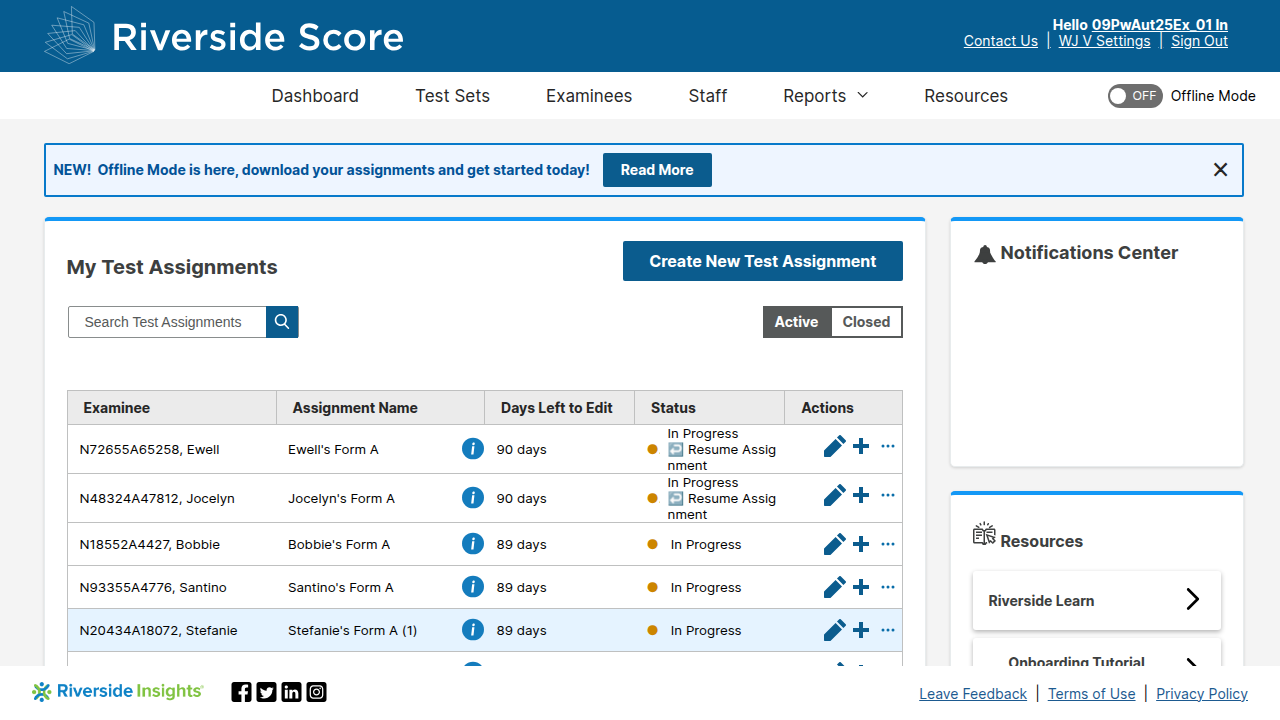 Riverside Score
Hello 09PwAut25Ex_01 In
Contact Us | WJ V Settings | Sign Out
Dashboard Test Sets Examinees Staff Reports Resources OFF Offline Mode
NEW! Offline Mode is here, download your assignments and get started today! Read More
My Test Assignments
Create New Test Assignment
Search Test Assignments
Active Closed
Examinee Assignment Name Days Left to Edit Status Actions
N72655A65258, Ewell Ewell's Form A i 90 days In Progress
Resume Assig
nment
N48324A47812, Jocelyn Jocelyn's Form A i 90 days In Progress
Resume Assig
nment
N18552A4427, Bobbie Bobbie's Form A i 89 days In Progress
N93355A4776, Santino Santino's Form A i 89 days In Progress
N20434A18072, Stefanie Stefanie's Form A (1) i 89 days In Progress
Notifications Center
Resources
Riverside Learn
Onboarding Tutorial
Riverside Insights
Leave Feedback | Terms of Use | Privacy Policy